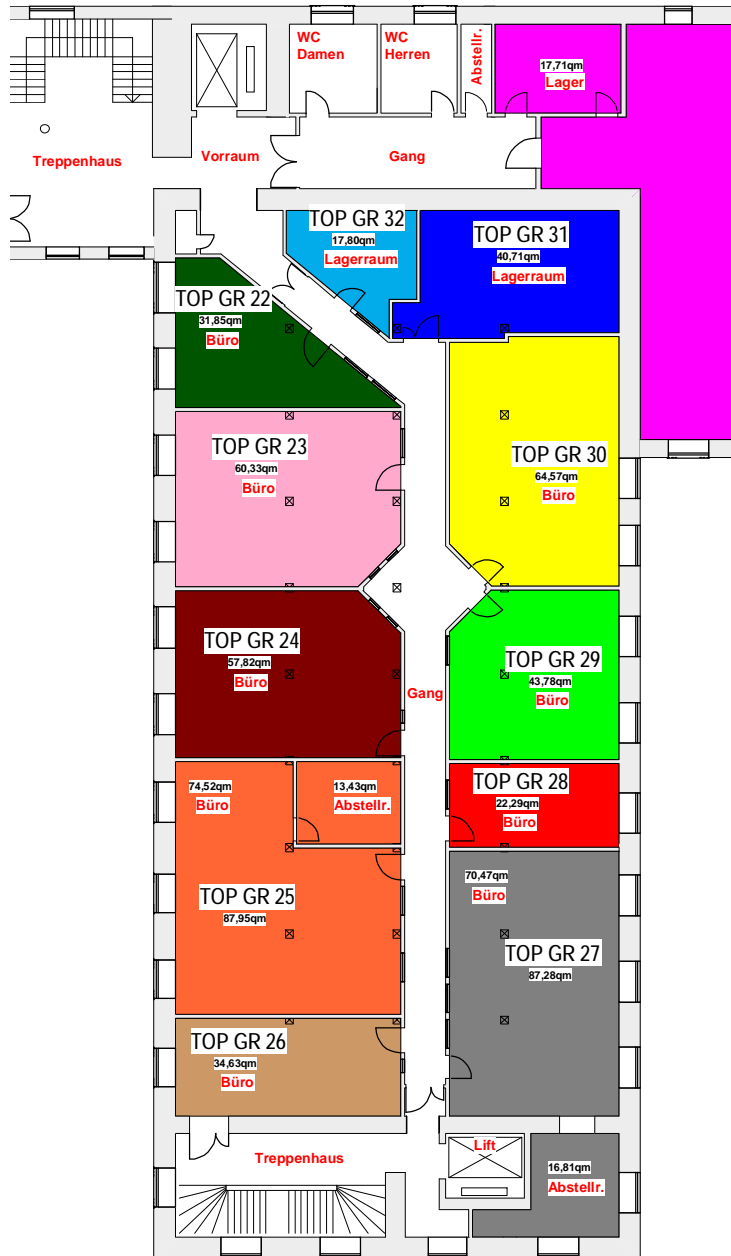 WC
Damen
WC
Herren
Abstellr.
17,71qm
Lager
Treppenhaus
Vorraum
Gang
TOP GR 32
17,80qm
Lagerraum
TOP GR 31
40,71qm
Lagerraum
TOP GR 22
31,85qm
Büro
TOP GR 23
60,33qm
Büro
TOP GR 30
64,57qm
Büro
TOP GR 24
57,82qm
Büro
TOP GR 29
43,78qm
Büro
Gang
74,52qm
Büro
13,43qm
Abstellr.
TOP GR 28
22,29qm
Büro
TOP GR 25
87,95qm
70,47qm
Büro
TOP GR 27
87,28qm
TOP GR 26
34,63qm
Büro
Treppenhaus
Lift
16,81qm
Abstellr.